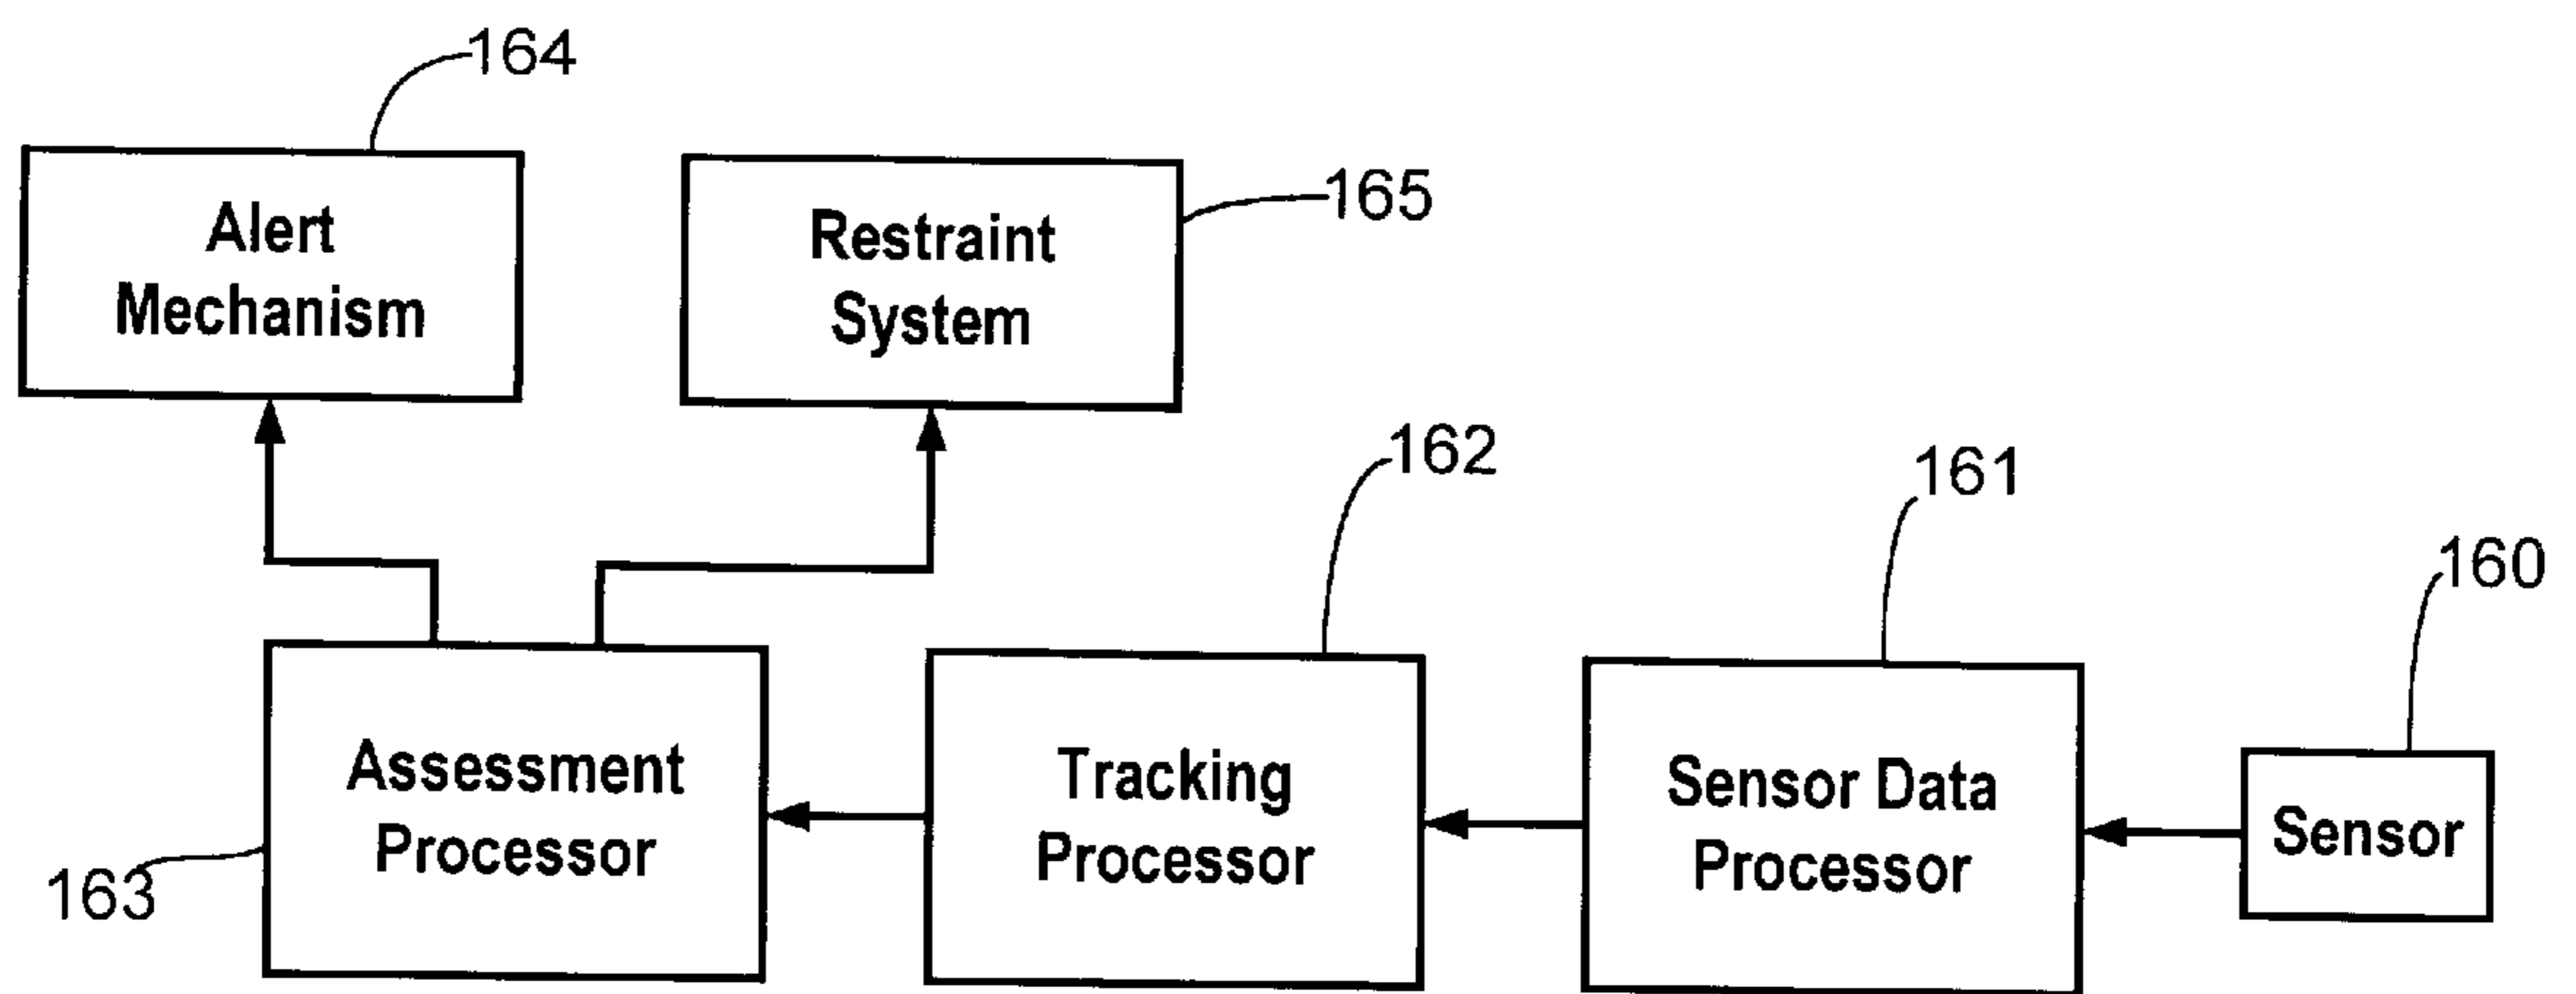 164
Alert
Mechanism
165
Restraint
System
162
161
160
Assessment
Processor
163
Tracking
Processor
Sensor Data
Processor
Sensor